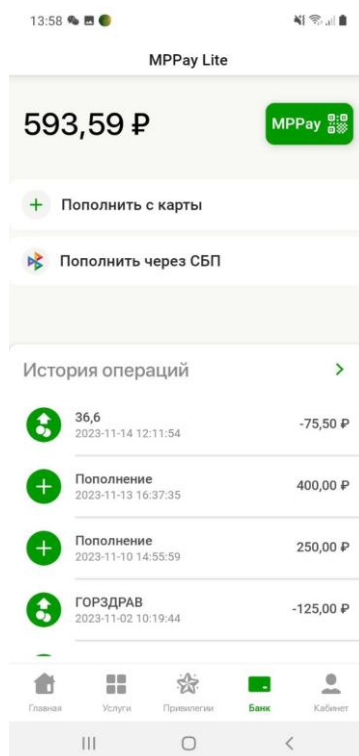 13:58
MPPay Lite
593,59 ₽
MPPay
Пополнить с карты
Пополнить через СБП
История операций
36,6
2023-11-14 12:11:54
-75,50 ₽
Пополнение
2023-11-13 16:37:35
400,00 ₽
Пополнение
2023-11-10 14:55:59
250,00 ₽
ГОРЗДРАВ
2023-11-02 10:19:44
-125,00 ₽
Главная
Услуги
Привилегии
Банк
Кабинет